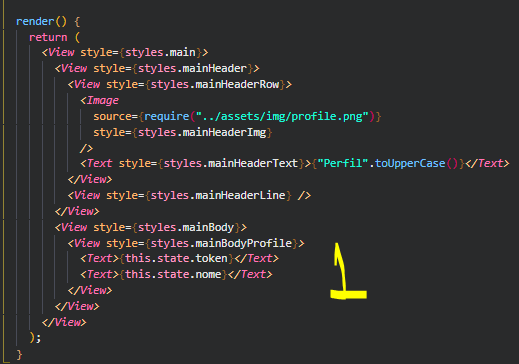 render() {
return (
<View style={styles.main}>
<View style={styles.mainHeader}>
<View style={styles.mainHeaderRow}>
<Image
source={require("../assets/img/profile.png")}
style={styles.mainHeaderImg}
/>
<Text style={styles.mainHeaderText}>{"Perfil".toUpperCase()}</Text>
</View>
<View style={styles.mainHeaderLine} />
</View>
<View style={styles.mainBody}>
<View style={styles.mainBodyProfile}>
<Text>{this.state.token}</Text>
<Text>{this.state.nome}</Text>
</View>
</View>
</View>
);
}
1